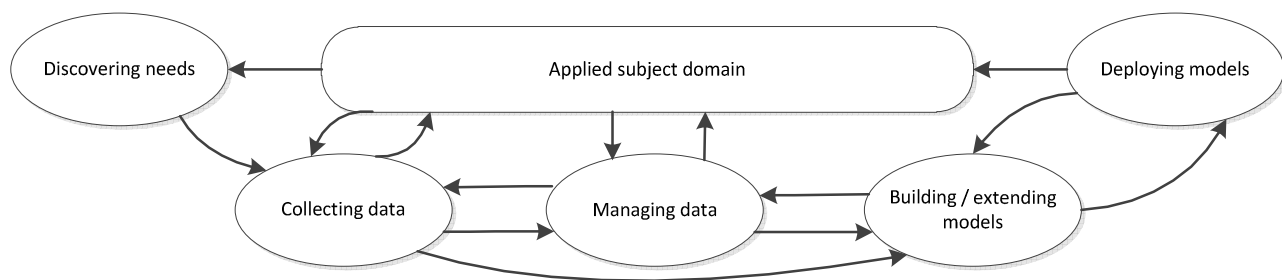 Discovering needs
Applied subject domain
Deploying models
Collecting data
Managing data
Building / extending
models